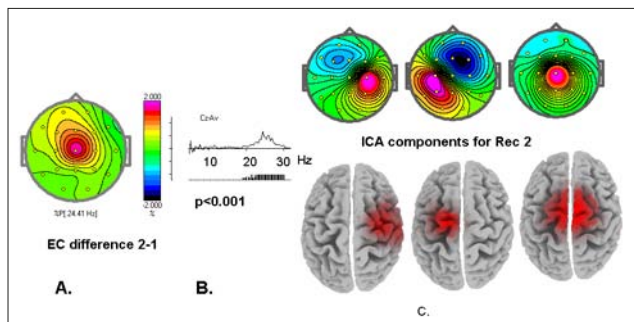 2.000
-2.000
%
%P[ 24.41 Hz]
EC difference 2-1
A.
CzAv
10 20 30 Hz
p<0.001
B.
ICA components for Rec 2
C.